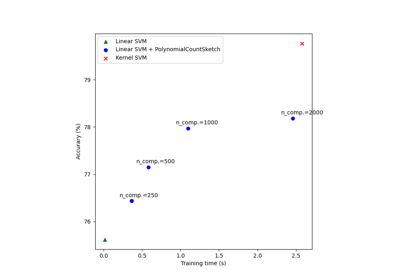 Linear SVM
Linear SVM + PolynomialCountSketch
Kernel SVM
79
n_comp.=2000
n_comp.=1000
78
Accurary (%)
n_comp.=500
77
n_comp.=250
76
0.0 0.5 1.0 1.5 2.0 2.5
Training time (s)